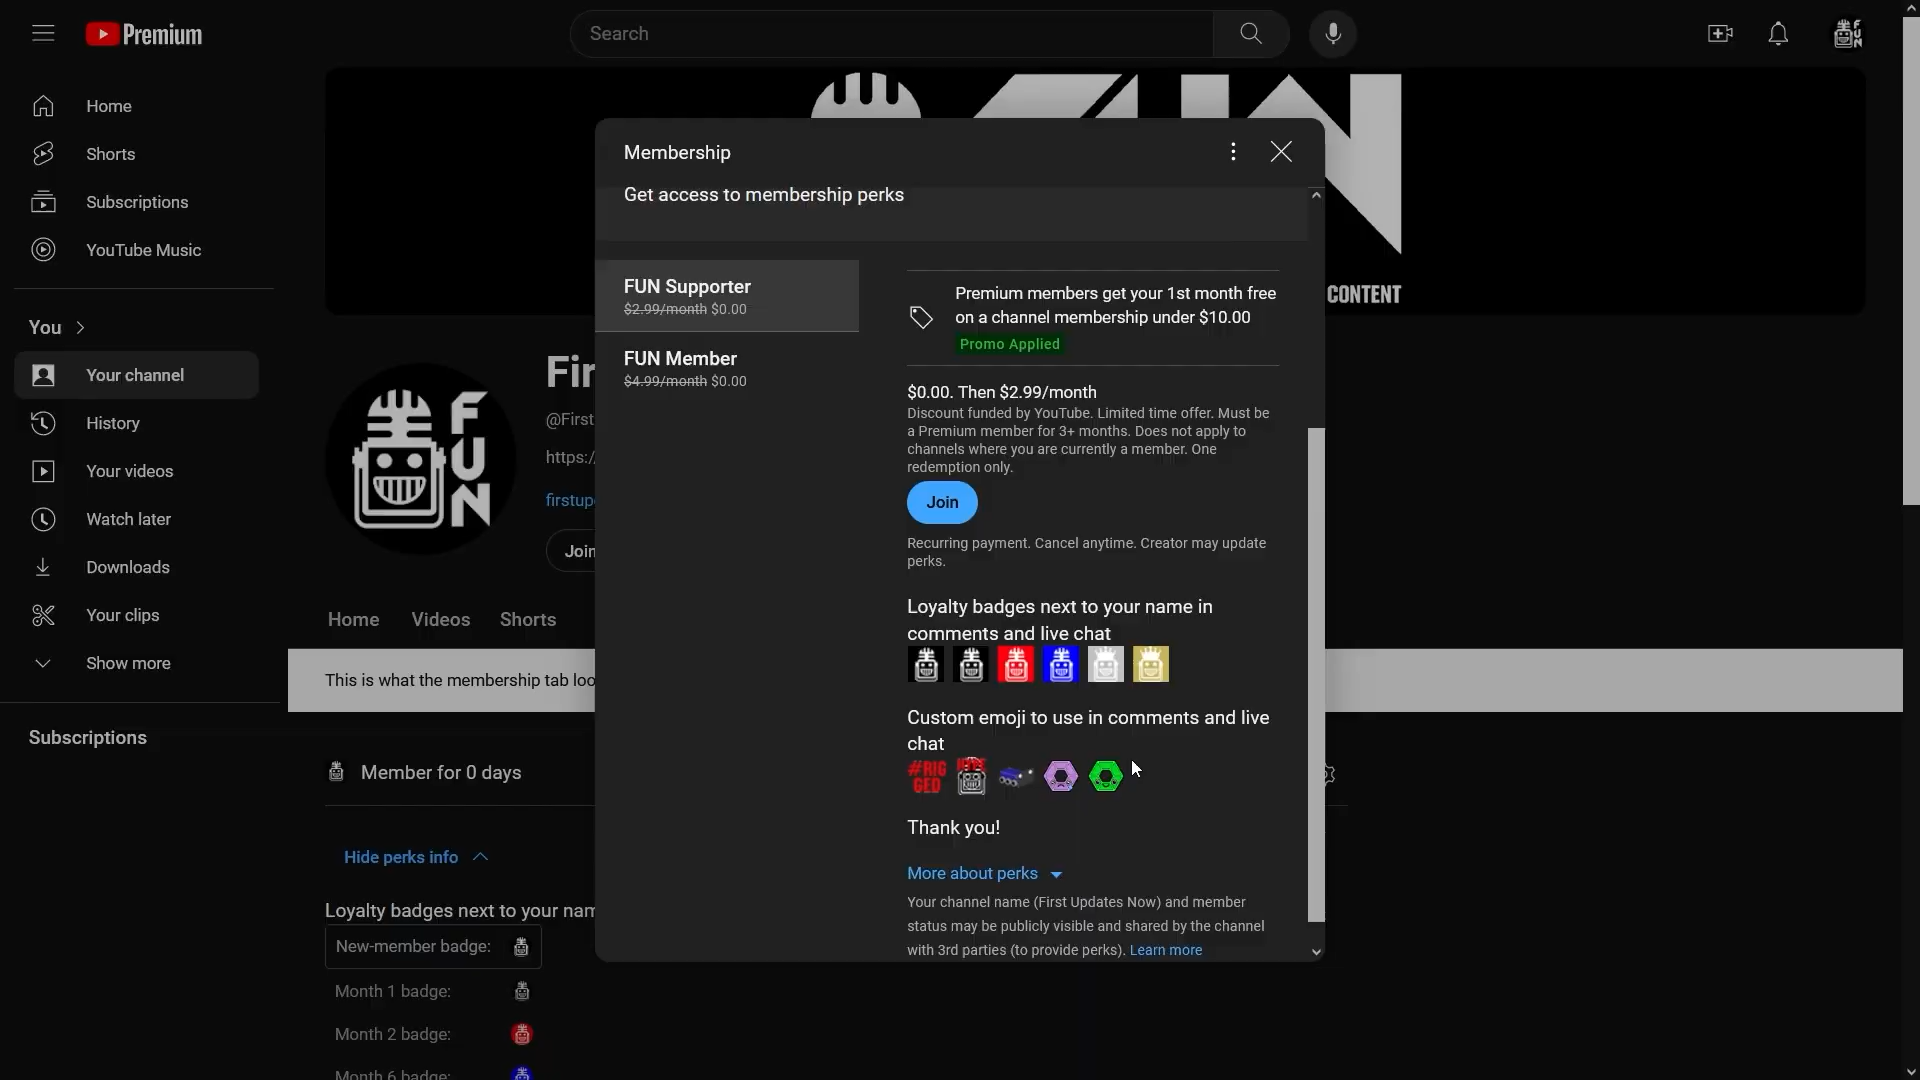 Premium
Search
FUN
Home
Shorts
Subscriptions
YouTube Music
You
Your channel
History
Your videos
Watch later
Downloads
Your clips
Show more
Subscriptions
CONTENT
FUN
Fir
@First
https:/
firstup
Join
Home Videos Shorts
This is what the membership tab loo
Member for 0 days
Hide perks info
Loyalty badges next to your nam
New-member badge:
Month 1 badge:
Month 2 badge:
Month 6 badge:
Membership
Get access to membership perks
FUN Supporter
$2.99/month $0.00
FUN Member
$4.99/month $0.00
Premium members get your 1st month free
on a channel membership under $10.00
Promo Applied
$0.00. Then $2.99/month
Discount funded by YouTube. Limited time offer. Must be
a Premium member for 3+ months. Does not apply to
channels where you are currently a member. One
redemption only.
Join
Recurring payment. Cancel anytime. Creator may update
perks.
Loyalty badges next to your name in
comments and live chat
Custom emoji to use in comments and live
chat
#RIG
GED
HYPE
Thank you!
More about perks
Your channel name (First Updates Now) and member
status may be publicly visible and shared by the channel
with 3rd parties (to provide perks). Learn more